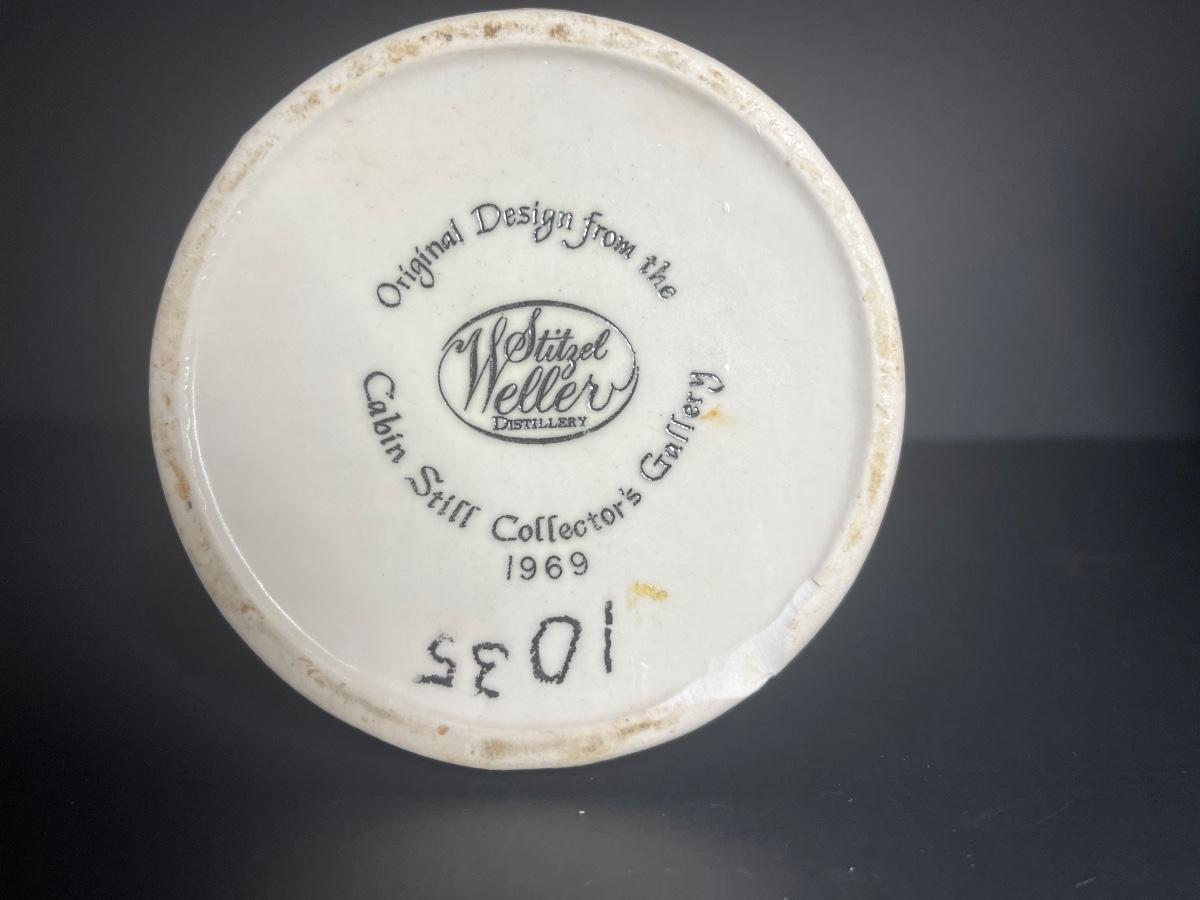 Original Design from the
Stitzel
Weller
DISTILLERY
Cabin Still Collector's Gallery
1969
1035